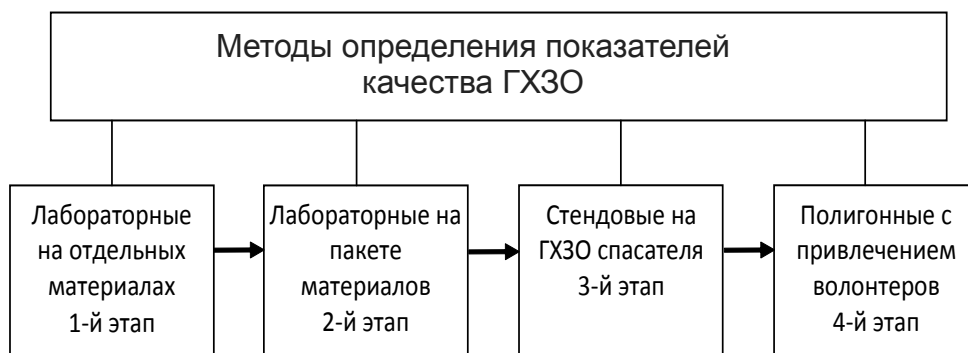 Методы определения показателей
качества ГХЗО
Лабораторные
на отдельных
материалах
1-й этап
Лабораторные на
пакете
материалов
2-й этап
Стендовые на
ГХЗО спасателя
3-й этап
Полигонные с
привлечением
волонтеров
4-й этап